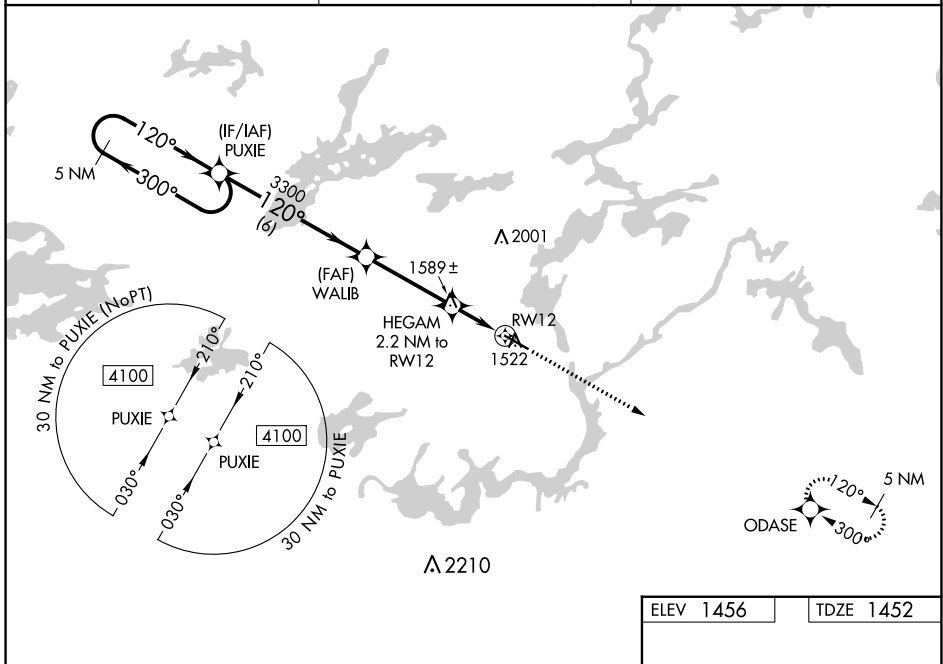 120°
(IF/IAF)
PUXIE
5 NM
300°
3300
120°
(6)
2001
(FAF)
WALIB
1589±
HEGAM
2.2 NM to
RW12
RW12
1522
30 NM to PUXIE (NoPT)
210°
4100
PUXIE
030°
210°
4100
PUXIE
030°
30 NM to PUXIE
120°
5 NM
ODASE
300°
2210
ELEV 1456
TDZE 1452